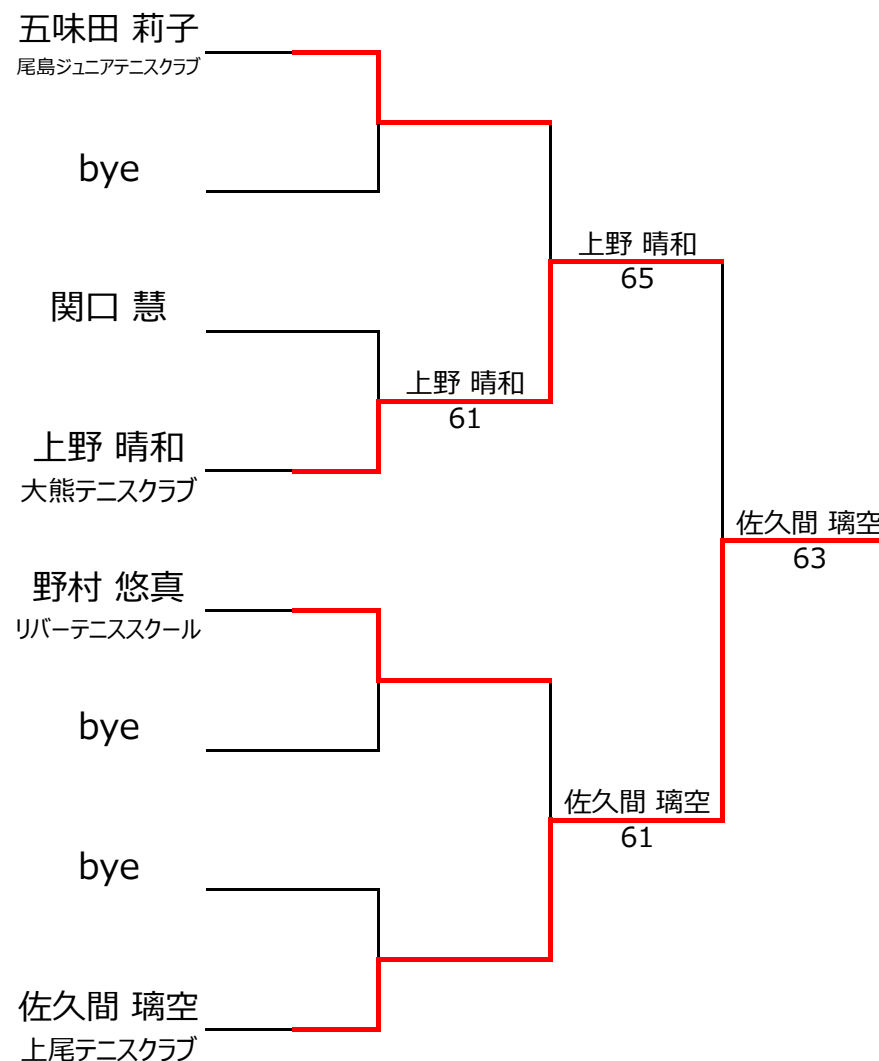 五味田 莉子
尾島ジュニアテニスクラブ
bye
上野 晴和
65
関口 慧
上野 晴和
61
上野 晴和
大熊テニスクラブ
佐久間 璃空
63
野村 悠真
リバーテニススクール
bye
佐久間 璃空
61
bye
佐久間 璃空
上尾テニスクラブ